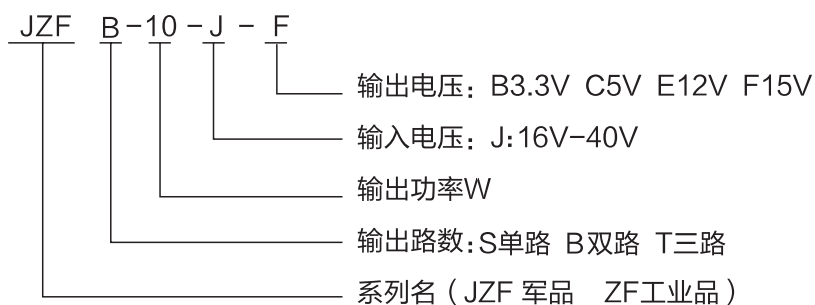 JZF B-10-J-F
输出电压: B3.3V C5V E12V F15V
输入电压: J:16V-40V
输出功率W
输出路数:S单路 B双路 T三路
系列名 (JZF 军品 ZF工业品)